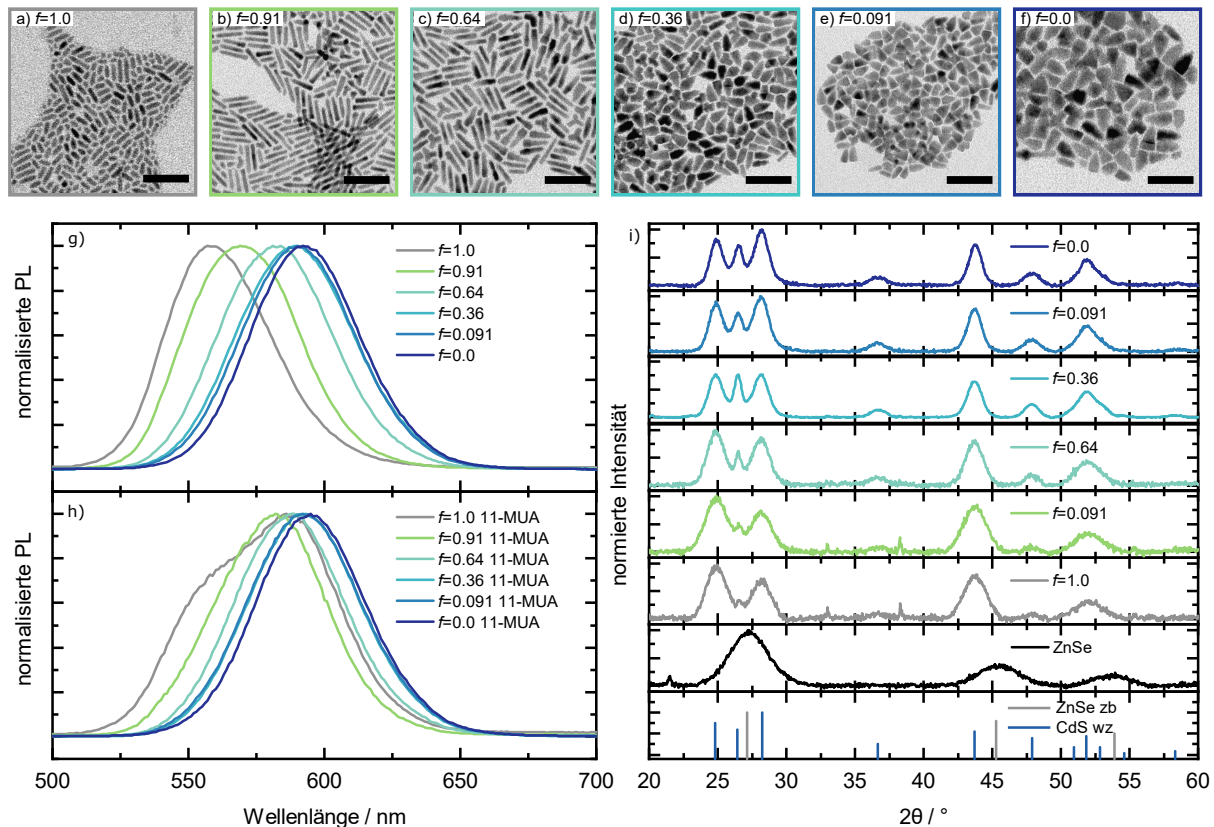 a) f=1.0
b) f=0.91
c) f=0.64
d) f=0.36
e) f=0.091
f) f=0.0
g)
f=1.0
f=0.91
f=0.64
f=0.36
f=0.091
f=0.0
normalisierte PL
h)
f=1.0 11-MUA
f=0.91 11-MUA
f=0.64 11-MUA
f=0.36 11-MUA
f=0.091 11-MUA
f=0.0 11-MUA
normalisierte PL
500 550 600 650 700
Wellenlänge / nm
i)
f=0.0
f=0.091
f=0.36
f=0.64
f=0.091
f=1.0
ZnSe
ZnSe zb
CdS wz
normierte Intensität
20 25 30 35 40 45 50 55 60
2θ / °